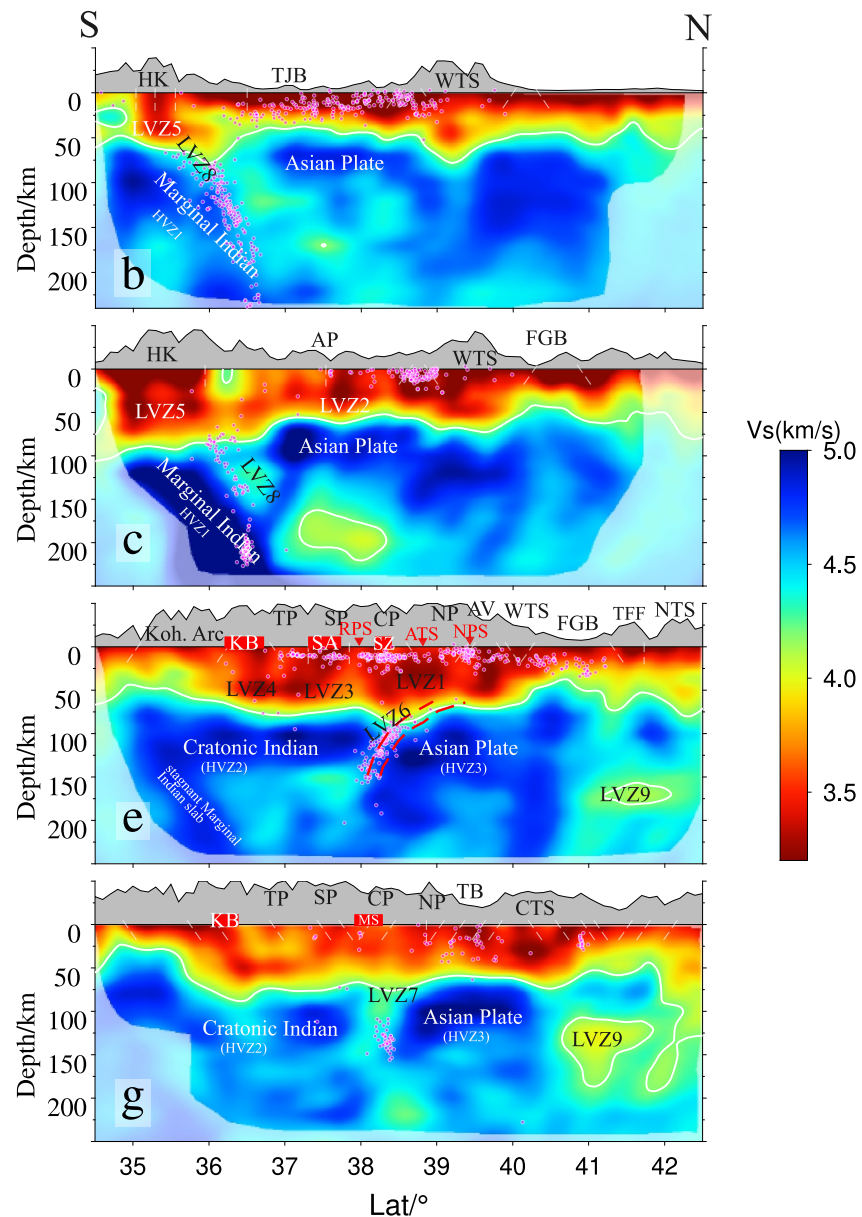 S N
HK TJB WTS
0
50
100
150
200
Depth/km
LVZ5
LVZ8
Asian Plate
Marginal Indian
HVZ1
b
HK AP WTS FGB
0
50
100
150
200
Depth/km
LVZ5
LVZ2
Asian Plate
LVZ8
Marginal Indian
HVZ1
c
Vs(km/s)
5.0
4.5
4.0
3.5
Koh. Arc TP SP CP NP AV WTS FGB TFF NTS
KB SA RPS SZ ATS NPS
0
50
100
150
200
Depth/km
LVZ4 LVZ3 LVZ1
LVZ6
Cratonic Indian
(HVZ2)
Asian Plate
(HVZ3)
stagnant Marginal
Indian slab
LVZ9
e
TP SP CP NP TB CTS
KB MS
0
50
100
150
200
Depth/km
LVZ7
Cratonic Indian
(HVZ2)
Asian Plate
(HVZ3)
LVZ9
g
35 36 37 38 39 40 41 42
Lat/°